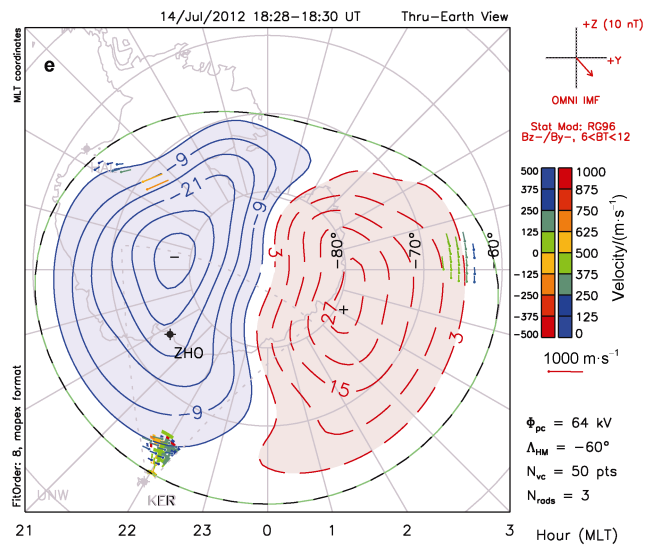 14/Jul/2012 18:28-18:30 UT
Thru-Earth View
MLT coordinates
e
FitOrder: 8, mapex format
-9
-21
-9
-9
3
-27
15
3
-80°
-70°
-60°
−
+
ZHO
KER
UNW
21
22
23
0
1
2
3
Hour (MLT)
+Z (10 nT)
+Y
OMNI IMF
Stat Mod: RG96
Bz-/By-, 6<BT<12
500
375
250
125
0
-125
-250
-375
-500
1000
875
750
625
500
375
250
125
0
Velocity/(m·s⁻¹)
1000 m·s⁻¹
Φpc = 64 kV
ΛHM = -60°
Nvc = 50 pts
Nrads = 3